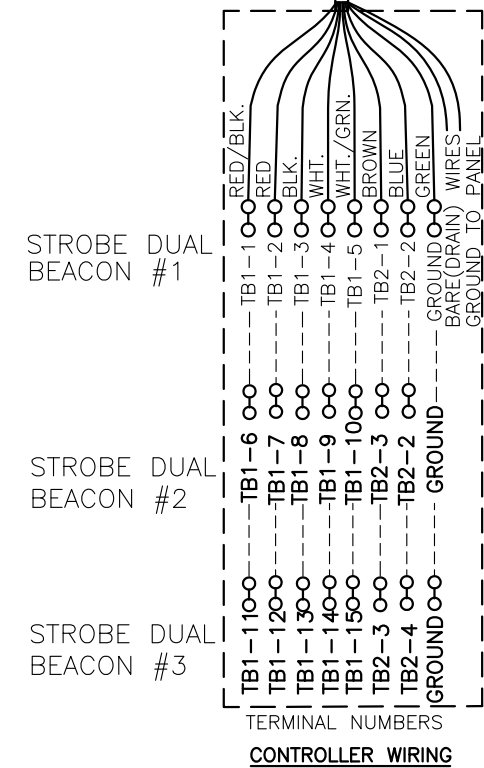 RED/BLK.
RED
BLK.
WHT.
WHT./GRN.
BROWN
BLUE
GREEN
BARE(DRAIN) WIRES
GROUND TO PANEL
STROBE DUAL
BEACON #1
TB1-1
TB1-2
TB1-3
TB1-4
TB1-5
TB2-1
TB2-2
GROUND
STROBE DUAL
BEACON #2
TB1-6
TB1-7
TB1-8
TB1-9
TB1-10
TB2-3
TB2-2
GROUND
STROBE DUAL
BEACON #3
TB1-11
TB1-12
TB1-13
TB1-14
TB1-15
TB2-3
TB2-4
GROUND
TERMINAL NUMBERS
CONTROLLER WIRING